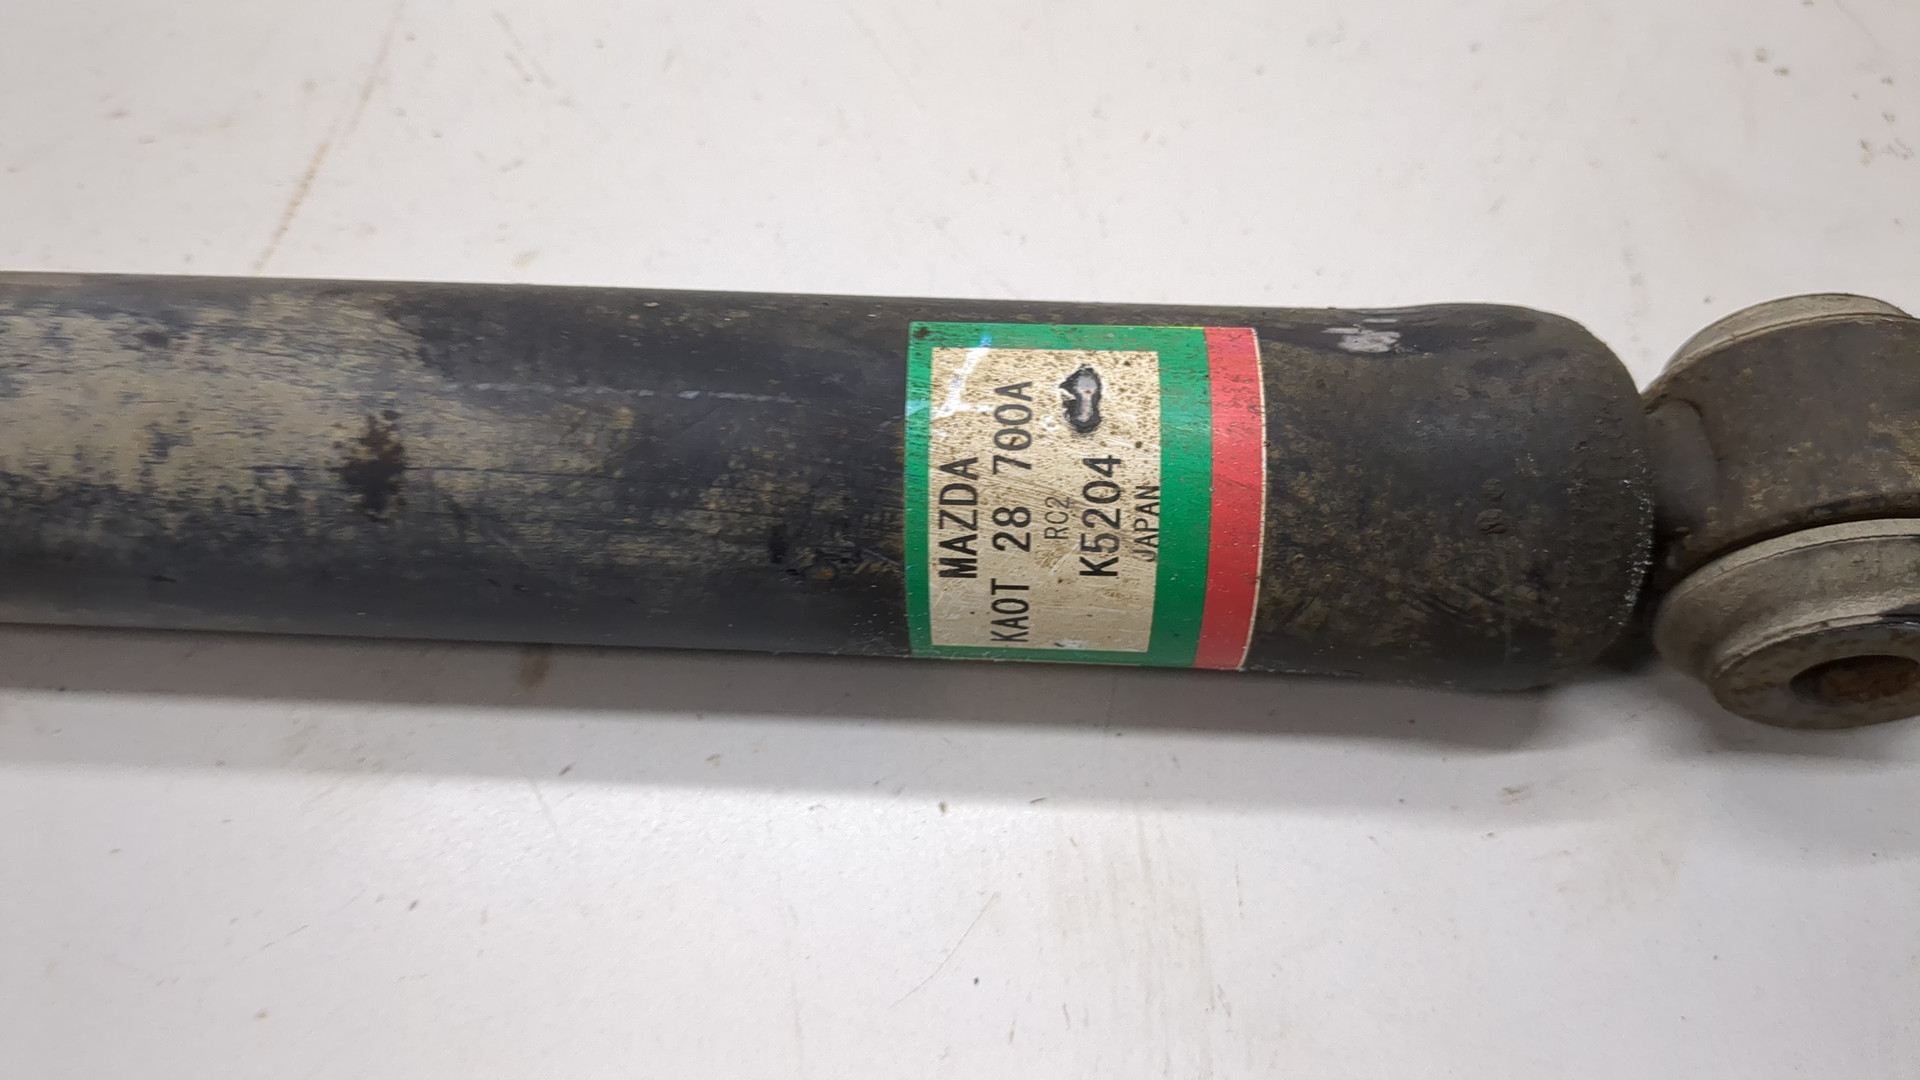 MAZDA
KA0T 28 700A
RC2
K5204
JAPAN